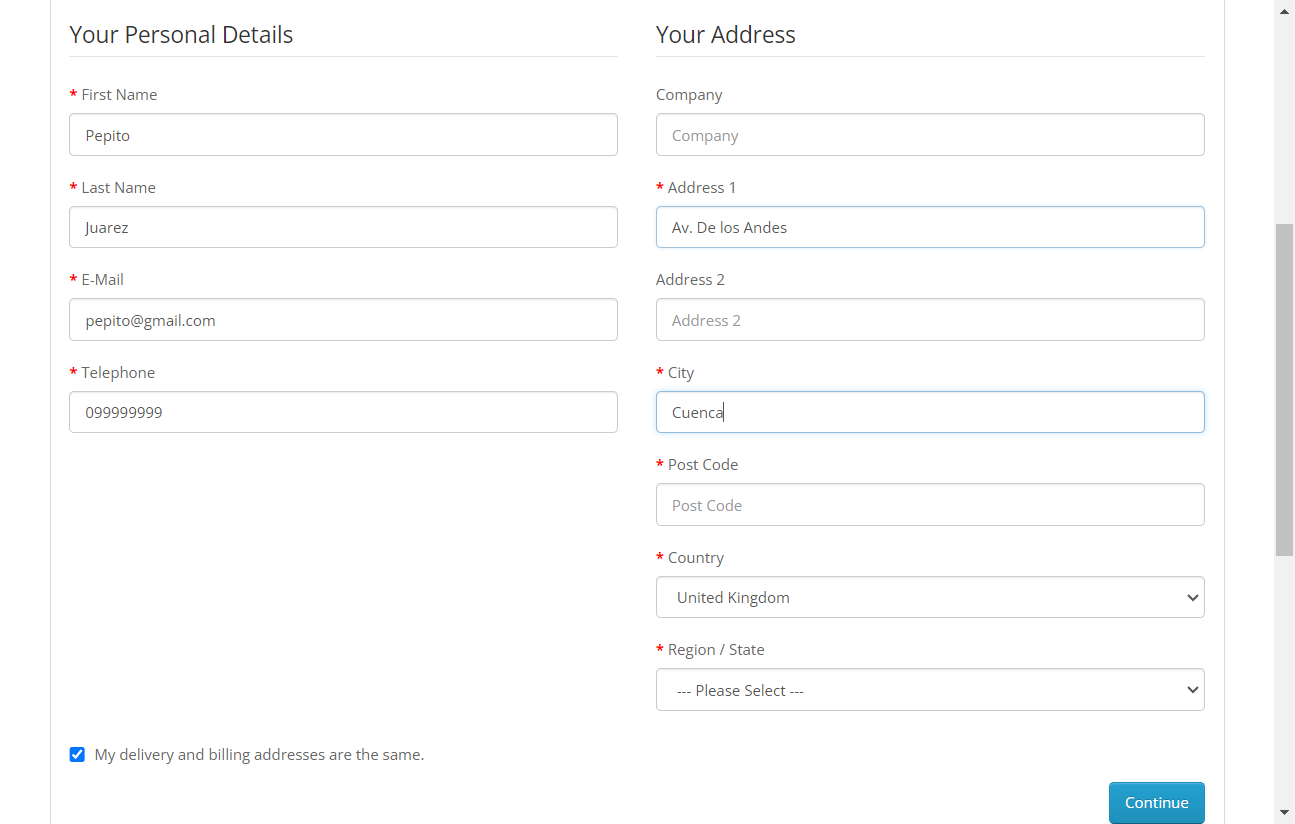 Your Personal Details
* First Name
Pepito
* Last Name
Juarez
* E-Mail
pepito@gmail.com
* Telephone
099999999
Your Address
Company
Company
* Address 1
Av. De los Andes
Address 2
Address 2
* City
Cuenca
* Post Code
Post Code
* Country
United Kingdom
* Region / State
--- Please Select ---
My delivery and billing addresses are the same.
Continue